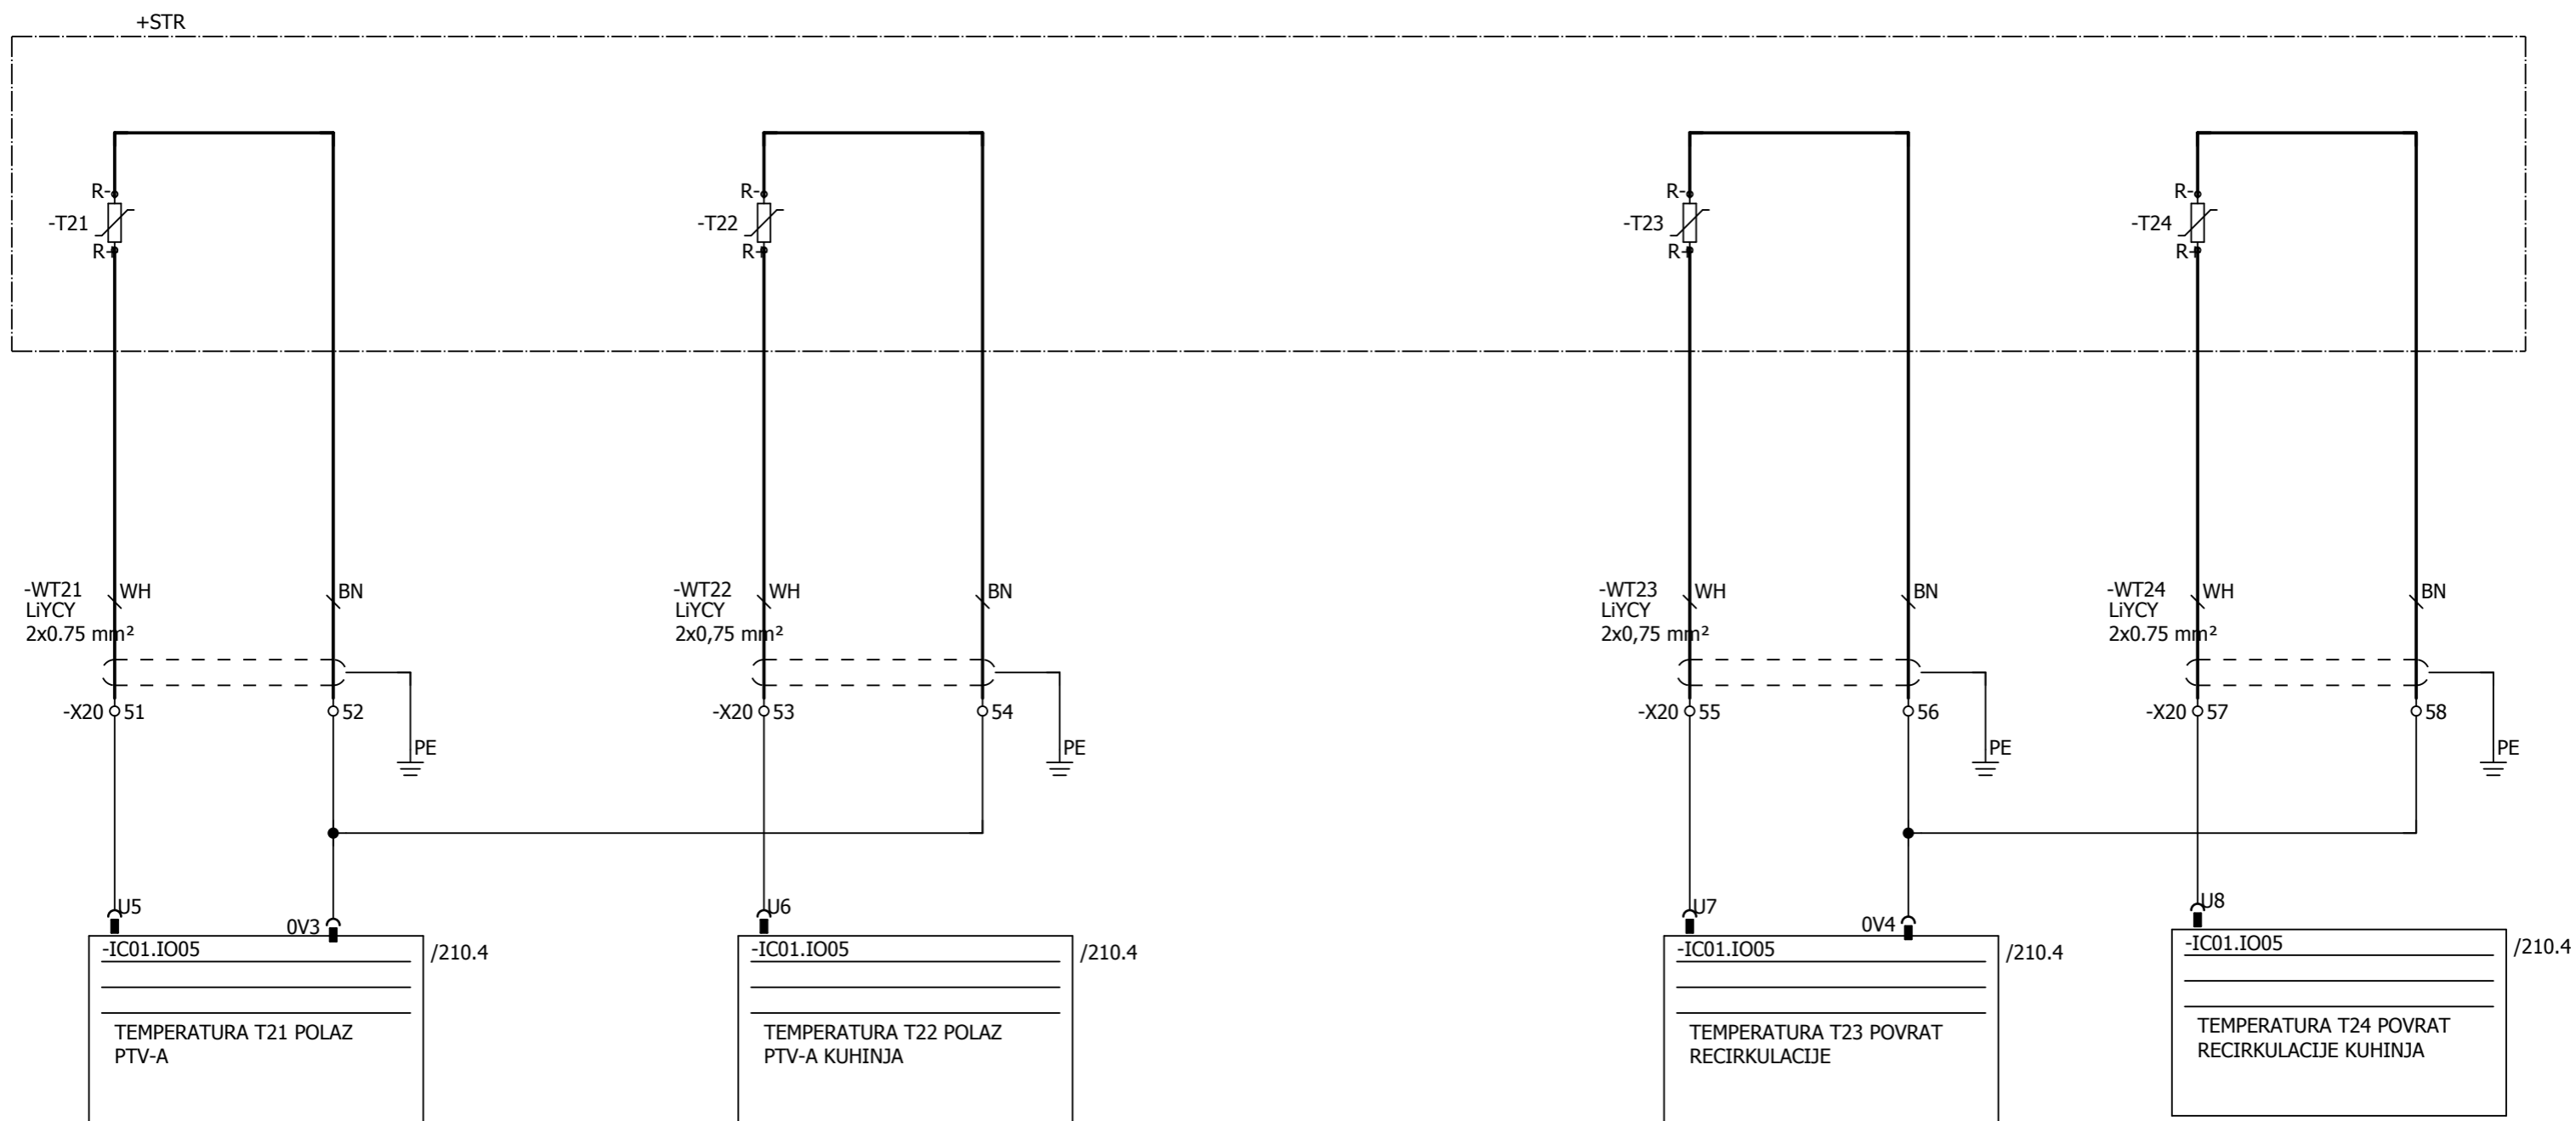 +STR
R-
-T21
R+
R-
-T22
R+
R-
-T23
R+
R-
-T24
R+
-WT21 WH BN
LiYCY
2x0.75 mm²
-WT22 WH BN
LiYCY
2x0,75 mm²
-WT23 WH BN
LiYCY
2x0,75 mm²
-WT24 WH BN
LiYCY
2x0.75 mm²
-X20 51 52
PE
-X20 53 54
PE
-X20 55 56
PE
-X20 57 58
PE
U5
0V3
-IC01.IO05 /210.4
TEMPERATURA T21 POLAZ
PTV-A
U6
-IC01.IO05 /210.4
TEMPERATURA T22 POLAZ
PTV-A KUHINJA
U7
0V4
-IC01.IO05 /210.4
TEMPERATURA T23 POVRAT
RECIRKULACIJE
U8
-IC01.IO05 /210.4
TEMPERATURA T24 POVRAT
RECIRKULACIJE KUHINJA